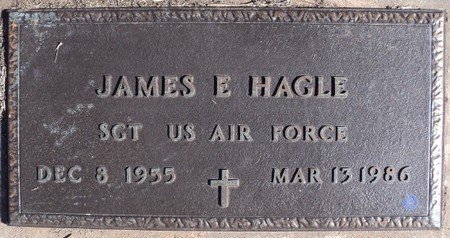 JAMES E HAGLE
SGT US AIR FORCE
DEC 8 1955 MAR 13 1986